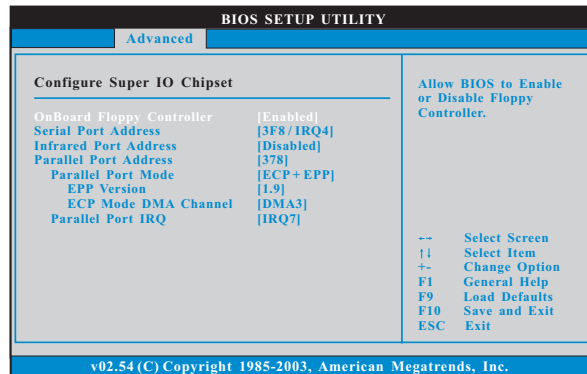 BIOS SETUP UTILITY
Advanced
Configure Super IO Chipset
OnBoard Floppy Controller [Enabled]
Serial Port Address [3F8 / IRQ4]
Infrared Port Address [Disabled]
Parallel Port Address [378]
Parallel Port Mode [ECP + EPP]
EPP Version [1.9]
ECP Mode DMA Channel [DMA3]
Parallel Port IRQ [IRQ7]
Allow BIOS to Enable
or Disable Floppy
Controller.
←→ Select Screen
↑↓ Select Item
+- Change Option
F1 General Help
F9 Load Defaults
F10 Save and Exit
ESC Exit
v02.54 (C) Copyright 1985-2003, American Megatrends, Inc.